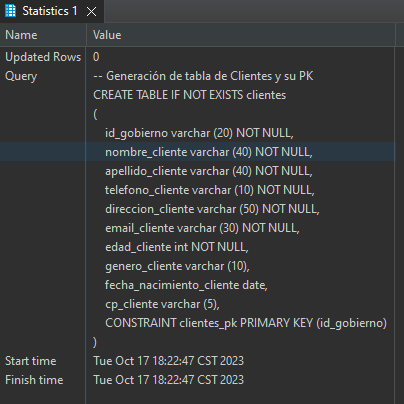 Statistics 1
Name Value
Updated Rows 0
Query -- Generación de tabla de Clientes y su PK
CREATE TABLE IF NOT EXISTS clientes
(
id_gobierno varchar (20) NOT NULL,
nombre_cliente varchar (40) NOT NULL,
apellido_cliente varchar (40) NOT NULL,
telefono_cliente varchar (10) NOT NULL,
direccion_cliente varchar (50) NOT NULL,
email_cliente varchar (30) NOT NULL,
edad_cliente int NOT NULL,
genero_cliente varchar (10),
fecha_nacimiento_cliente date,
cp_cliente varchar (5),
CONSTRAINT clientes_pk PRIMARY KEY (id_gobierno)
)
Start time Tue Oct 17 18:22:47 CST 2023
Finish time Tue Oct 17 18:22:47 CST 2023